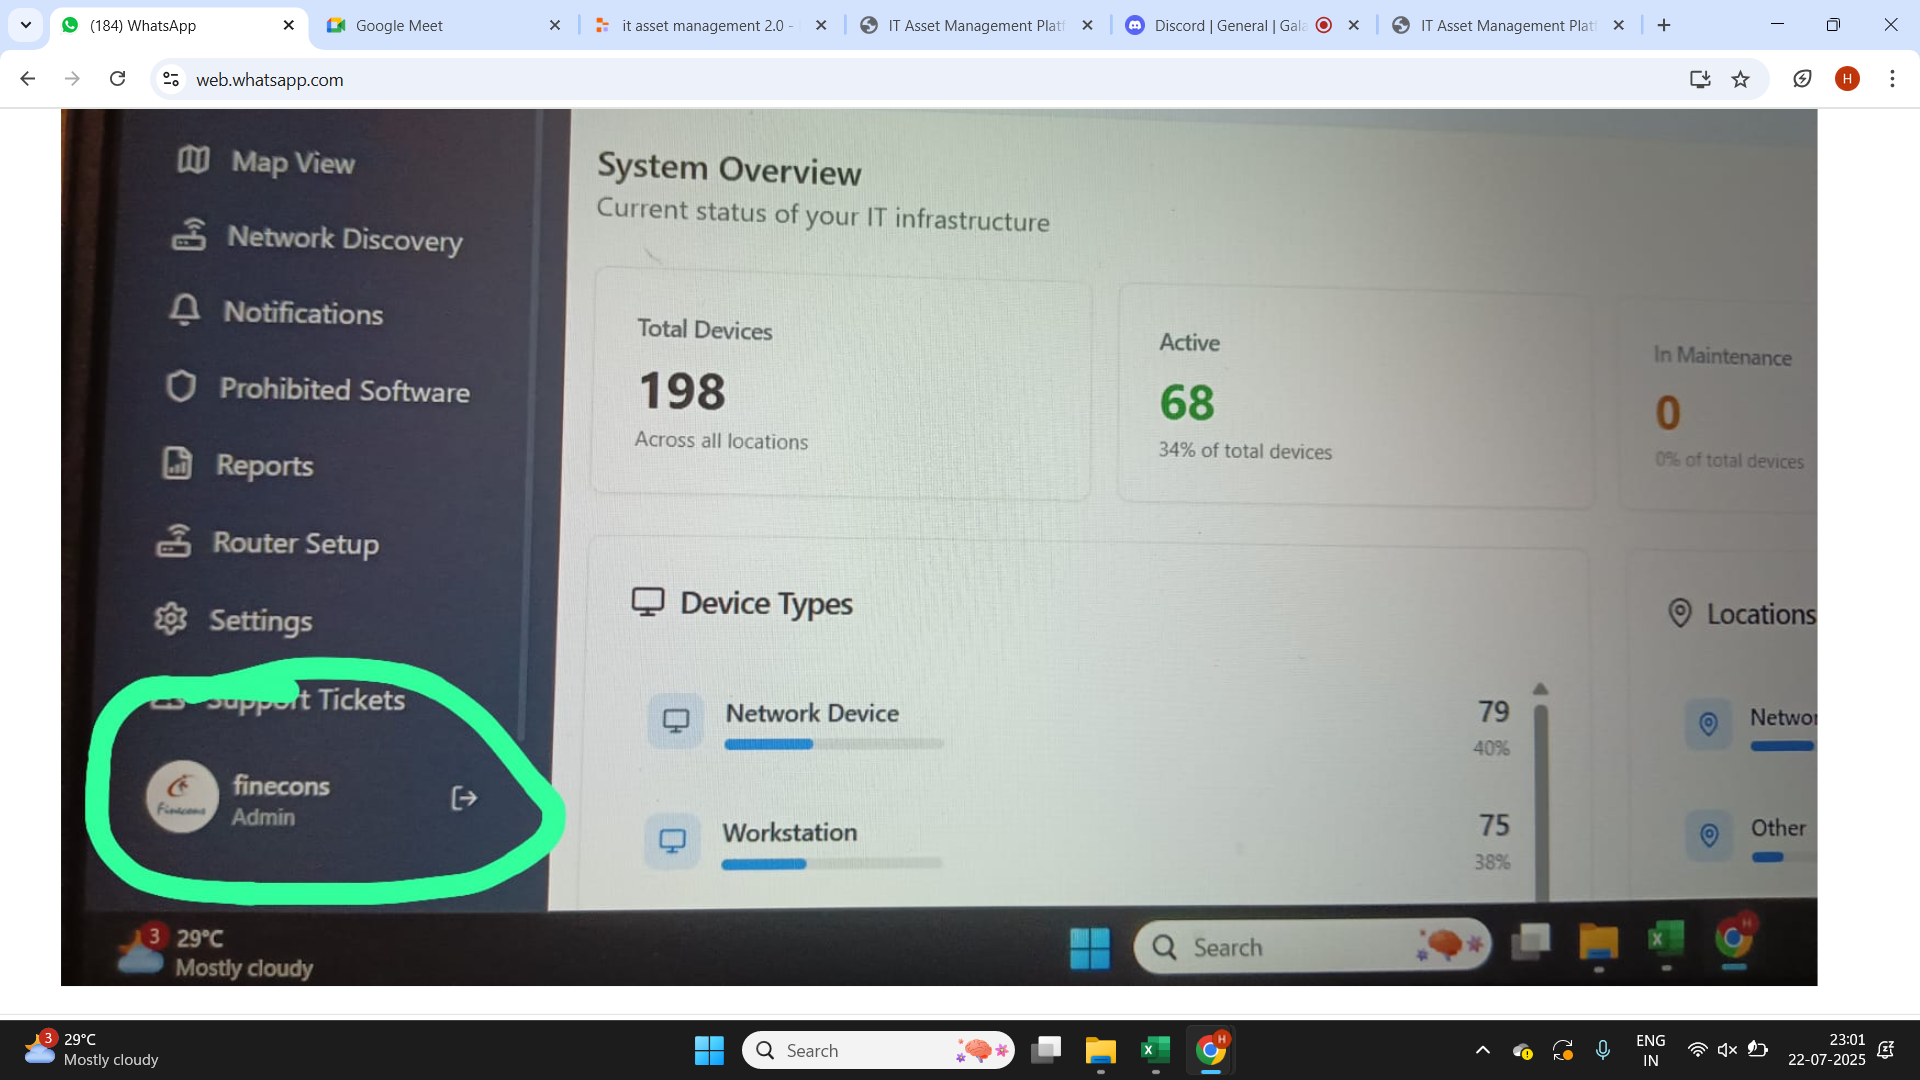 (184) WhatsApp
Google Meet
it asset management 2.0 -
IT Asset Management Platf
Discord | General | Gala
IT Asset Management Platf
web.whatsapp.com
H
Map View
Network Discovery
Notifications
Prohibited Software
Reports
Router Setup
Settings
Support Tickets
Finecons
finecons
Admin
System Overview
Current status of your IT infrastructure
Total Devices
198
Across all locations
Active
68
34% of total devices
In Maintenance
0
0% of total devices
Device Types
Network Device
79
40%
Workstation
75
38%
Locations
Networ
Other
3
29°C
Mostly cloudy
Search
H
3
29°C
Mostly cloudy
Search
H
ENG
IN
23:01
22-07-2025